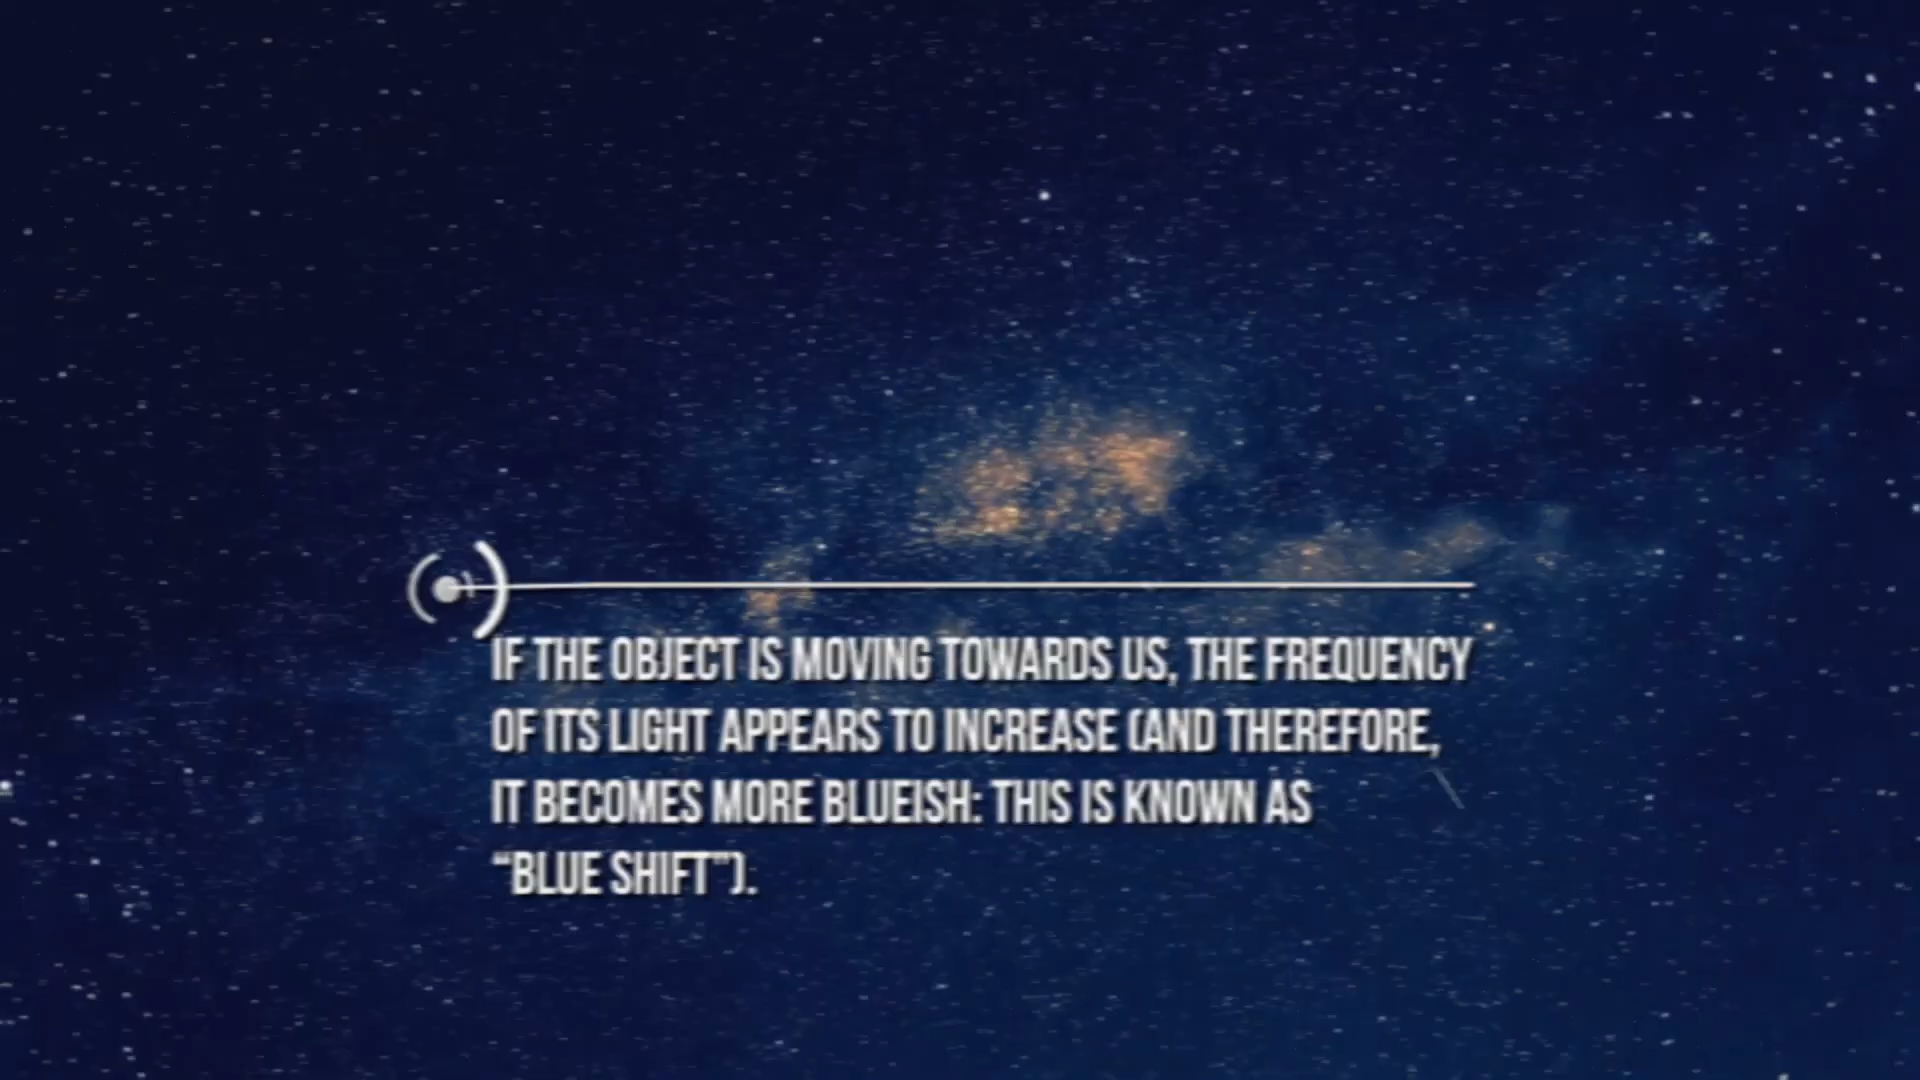 IF THE OBJECT IS MOVING TOWARDS US, THE FREQUENCY
OF ITS LIGHT APPEARS TO INCREASE (AND THEREFORE,
IT BECOMES MORE BLUEISH: THIS IS KNOWN AS
“BLUE SHIFT”).